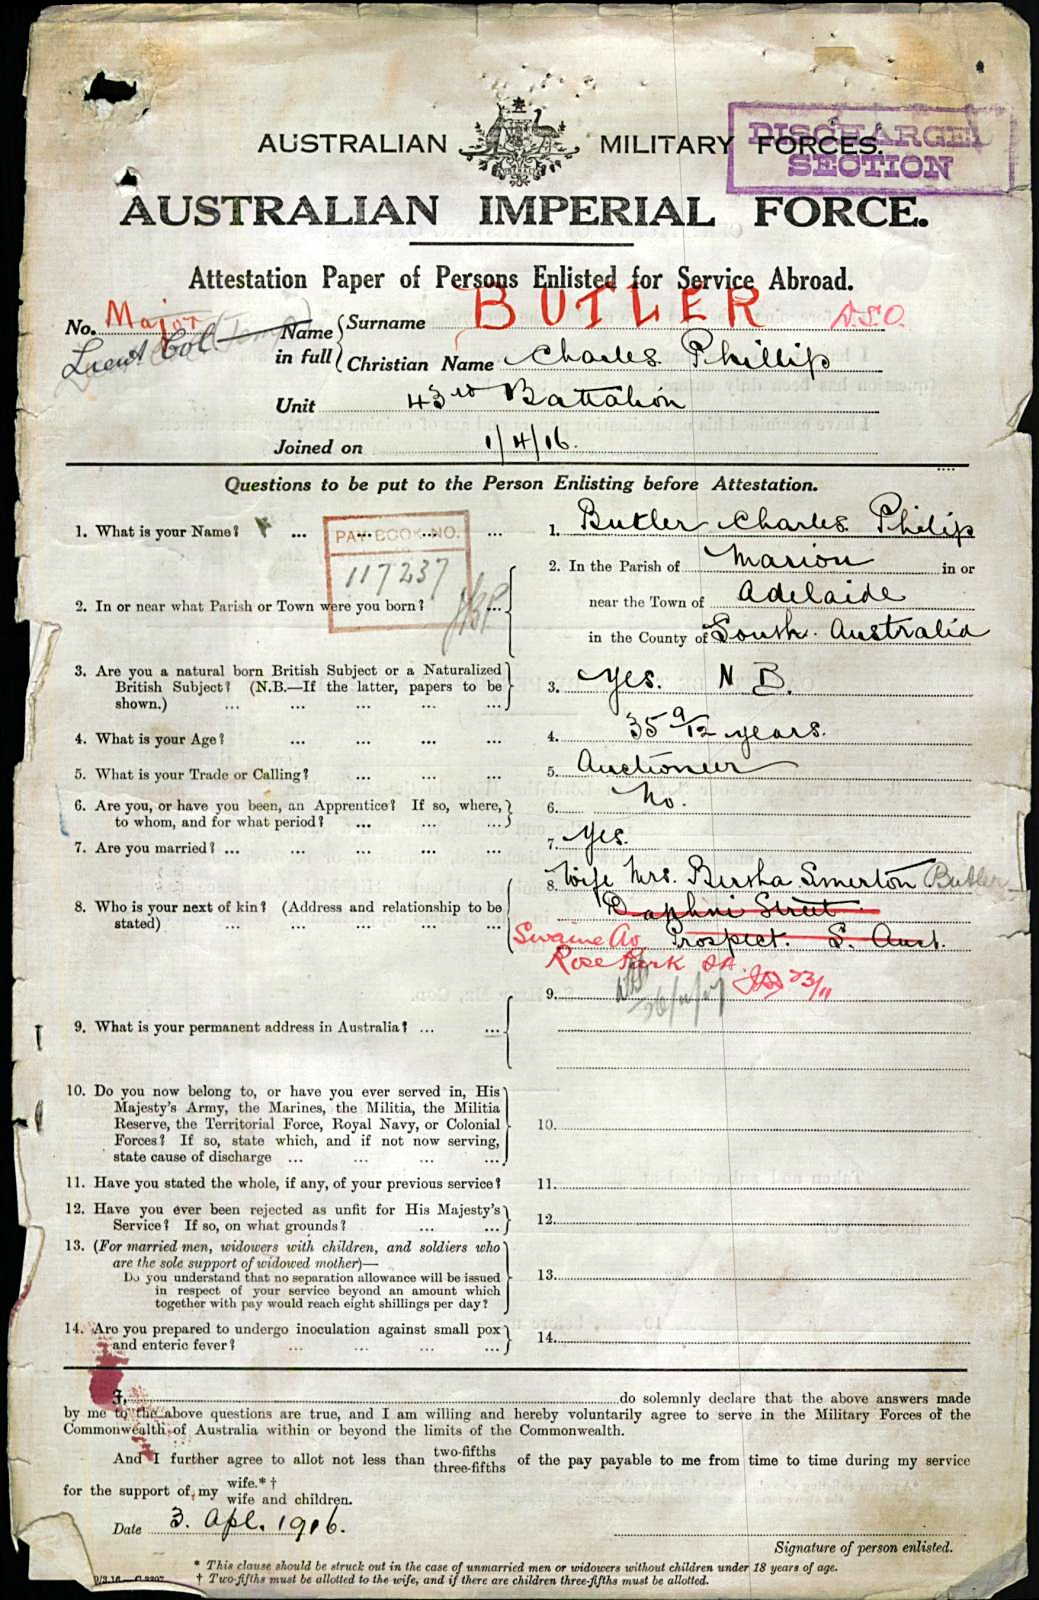 AUSTRALIAN MILITARY FORCES.
DISCHARGE
SECTION
AUSTRALIAN IMPERIAL FORCE.
Attestation Paper of Persons Enlisted for Service Abroad.
No. Major Name in full Surname BUTLER D.S.O.
Lieut Col Christian Name Charles Phillip
Unit 43rd Battalion
Joined on 1/4/16.
Questions to be put to the Person Enlisting before Attestation.
1. What is your Name? ... ... ... 1. Butler Charles Philip
PAY BOOK NO.
117237
2. In or near what Parish or Town were you born? ... 2. In the Parish of Marion in or
near the Town of Adelaide
in the County of South Australia
3. Are you a natural born British Subject or a Naturalized
British Subject? (N.B.—If the latter, papers to be
shown.) ... ... ... ... 3. Yes. N B.
4. What is your Age? ... ... ... 4. 35 9/12 years.
5. What is your Trade or Calling? ... ... ... 5. Auctioneer
6. Are you, or have you been, an Apprentice? If so, where,
to whom, and for what period? ... ... ... 6. No.
7. Are you married? ... ... ... ... ... 7. Yes.
8. Who is your next of kin? (Address and relationship to be
stated) ... ... ... ... 8. Wife Mrs. Bertha Smerton Butler
Daphni Street
Swaine Av Prospect. S. Aust.
Rose Park SA. 23/11
26/11/17
9. What is your permanent address in Australia? ... ... 9.
10. Do you now belong to, or have you ever served in, His
Majesty's Army, the Marines, the Militia, the Militia
Reserve, the Territorial Force, Royal Navy, or Colonial
Forces? If so, state which, and if not now serving,
state cause of discharge ... ... ... ... 10.
11. Have you stated the whole, if any, of your previous service? 11.
12. Have you ever been rejected as unfit for His Majesty's
Service? If so, on what grounds? ... ... 12.
13. (For married men, widowers with children, and soldiers who
are the sole support of widowed mother)—
Do you understand that no separation allowance will be issued
in respect of your service beyond an amount which
together with pay would reach eight shillings per day? 13.
14. Are you prepared to undergo inoculation against small pox
and enteric fever? ... ... ... 14.
I, do solemnly declare that the above answers made
by me to the above questions are true, and I am willing and hereby voluntarily agree to serve in the Military Forces of the
Commonwealth of Australia within or beyond the limits of the Commonwealth.
And I further agree to allot not less than two-fifths three-fifths of the pay payable to me from time to time during my service
for the support of my wife.*† wife and children.
Date 3. Apl. 1916.
Signature of person enlisted.
* This clause should be struck out in the case of unmarried men or widowers without children under 18 years of age.
† Two-fifths must be allotted to the wife, and if there are children three-fifths must be allotted.